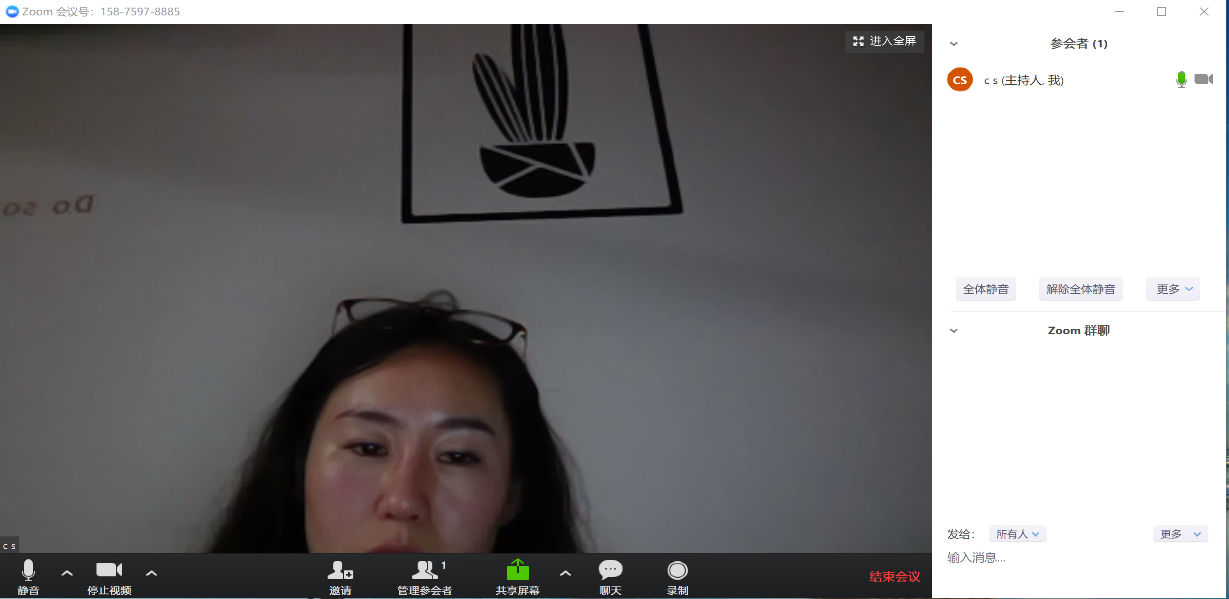 Zoom 会议号: 158-7597-8885
进入全屏
Do so
c s
静音
停止视频
邀请
管理参会者 1
共享屏幕
聊天
录制
结束会议
参会者 (1)
CS c s (主持人, 我)
全体静音 解除全体静音 更多
Zoom 群聊
发给: 所有人 更多
输入消息...